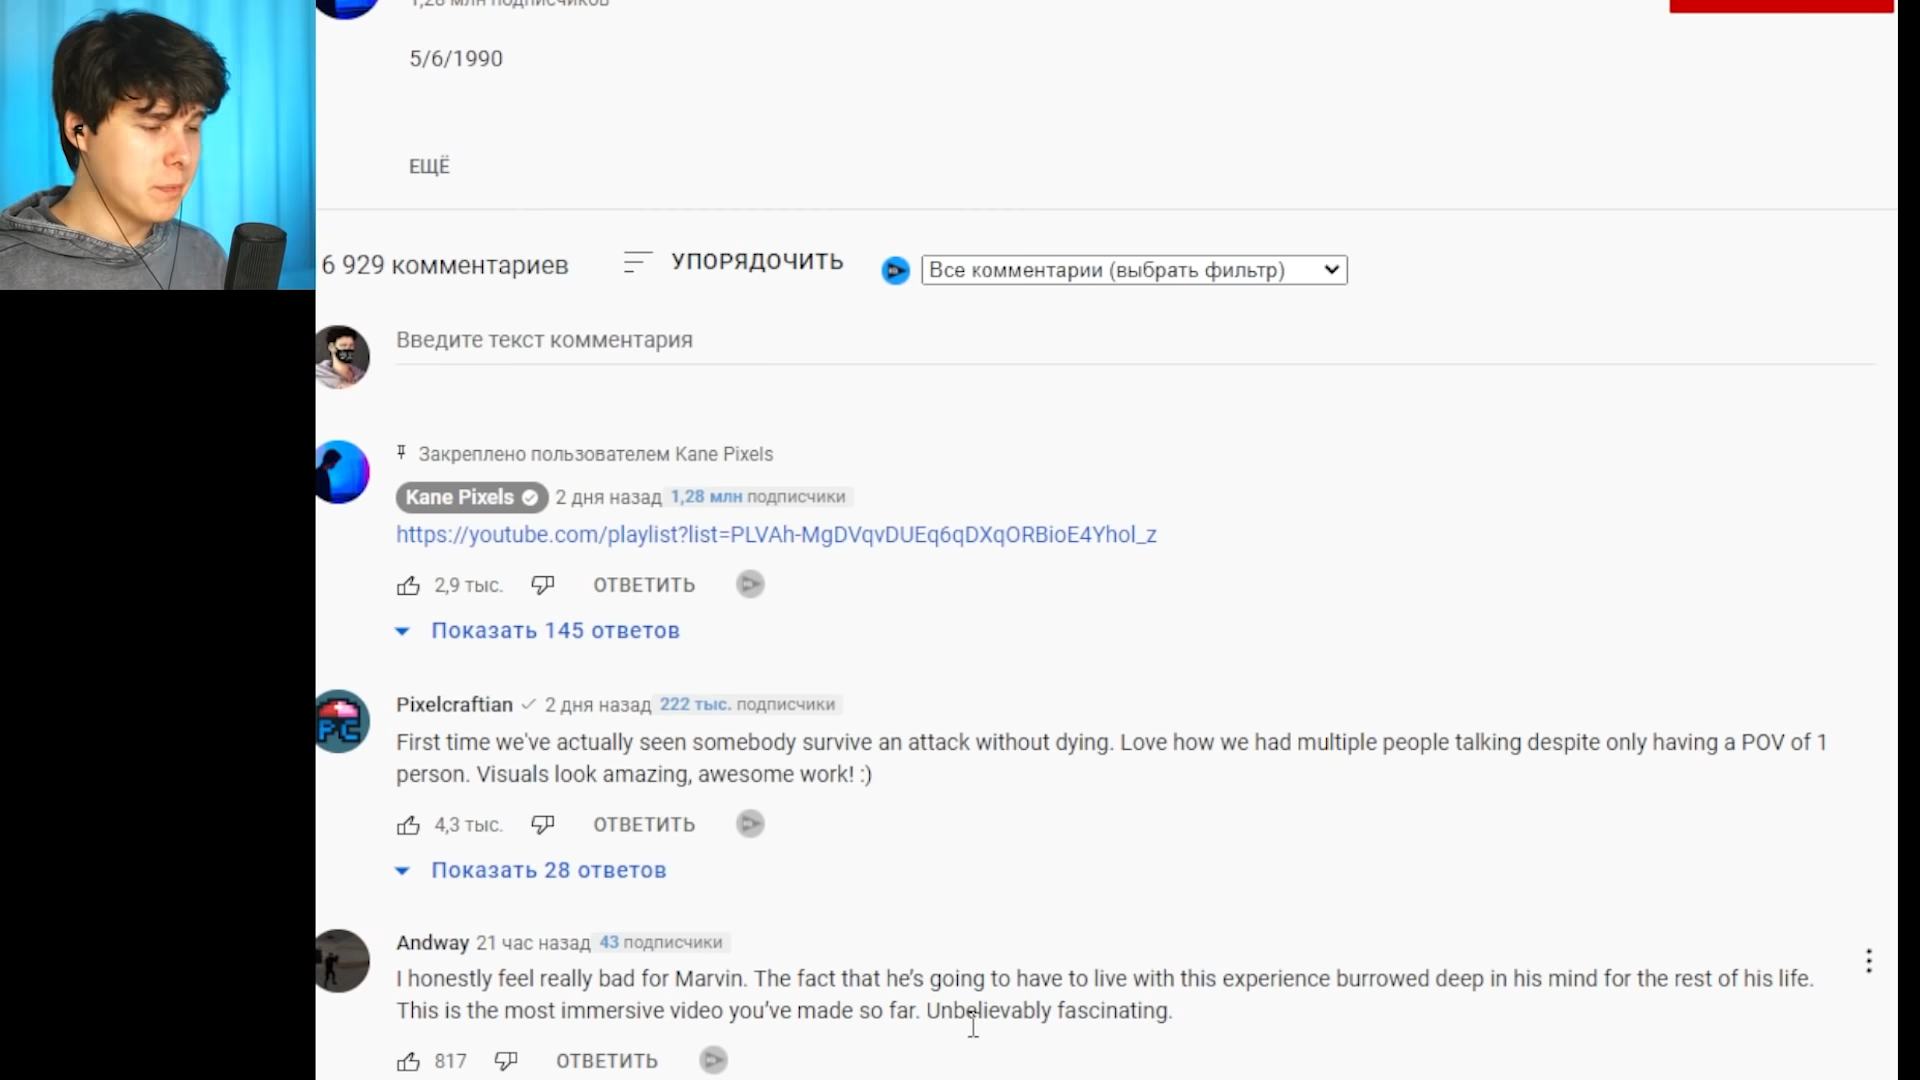 1,28 млн подписчиков
5/6/1990
ЕЩЁ
6 929 комментариев
УПОРЯДОЧИТЬ
Все комментарии (выбрать фильтр)
Введите текст комментария
Закреплено пользователем Kane Pixels
Kane Pixels 2 дня назад 1,28 млн подписчики
https://youtube.com/playlist?list=PLVAh-MgDVqvDUEq6qDXqORBioE4Yhol_z
2,9 тыс. ОТВЕТИТЬ
Показать 145 ответов
PC
Pixelcraftian 2 дня назад 222 тыс. подписчики
First time we've actually seen somebody survive an attack without dying. Love how we had multiple people talking despite only having a POV of 1
person. Visuals look amazing, awesome work! :)
4,3 тыс. ОТВЕТИТЬ
Показать 28 ответов
Andway 21 час назад 43 подписчики
I honestly feel really bad for Marvin. The fact that he’s going to have to live with this experience burrowed deep in his mind for the rest of his life.
This is the most immersive video you’ve made so far. Unbelievably fascinating.
817 ОТВЕТИТЬ